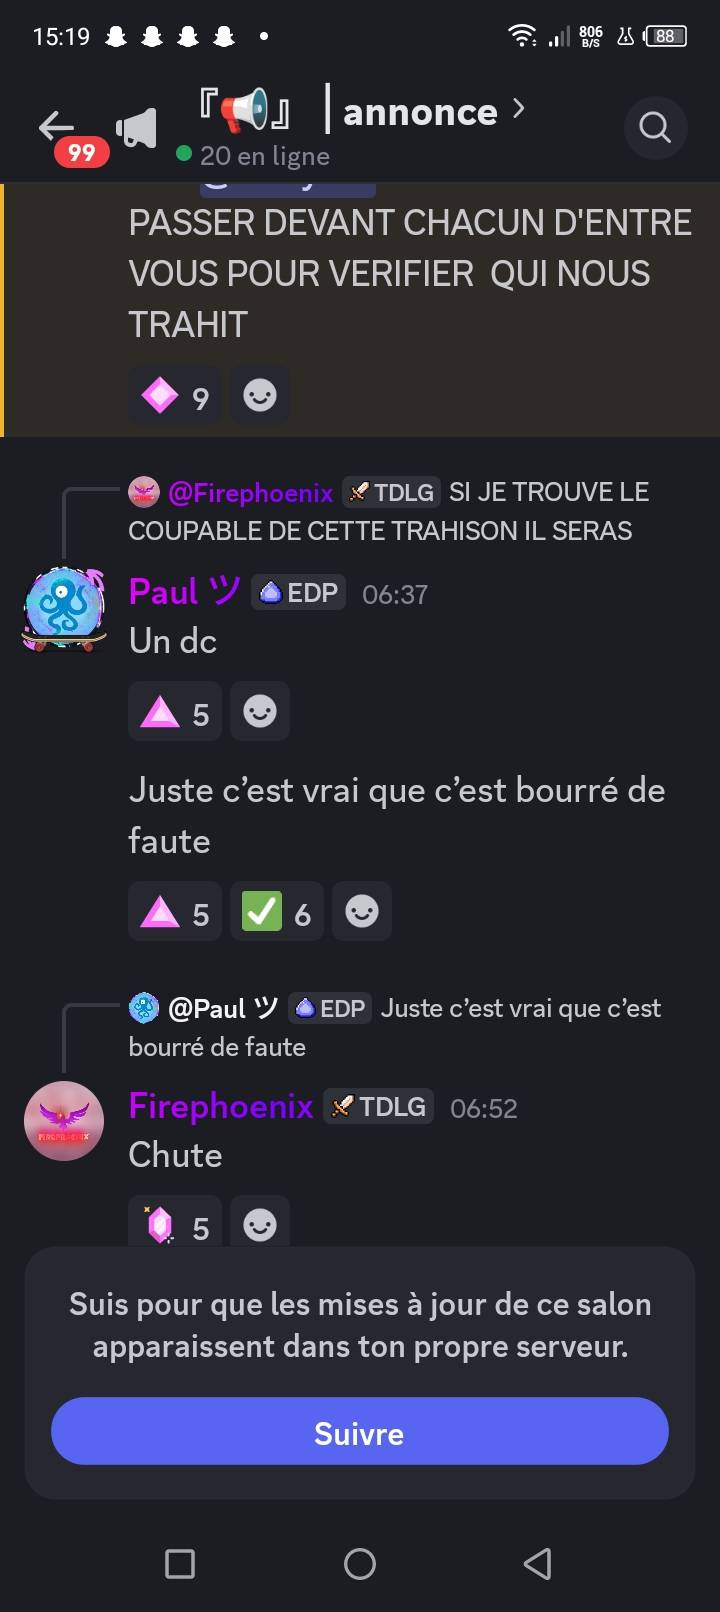 15:19 806 B/S 88
『📢』 | annonce >
99
20 en ligne
PASSER DEVANT CHACUN D'ENTRE
VOUS POUR VERIFIER  QUI NOUS
TRAHIT
9
@Firephoenix TDLG SI JE TROUVE LE
COUPABLE DE CETTE TRAHISON IL SERAS
Paul ツ EDP 06:37
Un dc
5
Juste c’est vrai que c’est bourré de
faute
5 ✅ 6
@Paul ツ EDP Juste c’est vrai que c’est
bourré de faute
Firephoenix TDLG 06:52
Chute
5
Suis pour que les mises à jour de ce salon
apparaissent dans ton propre serveur.
Suivre